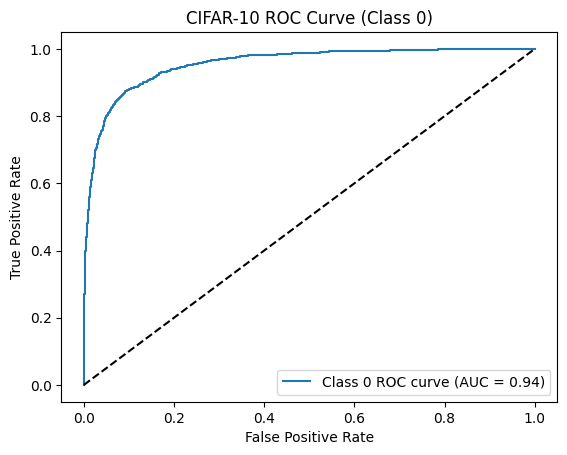 CIFAR-10 ROC Curve (Class 0)
1.0
0.8
0.6
0.4
0.2
0.0
True Positive Rate
Class 0 ROC curve (AUC = 0.94)
0.0 0.2 0.4 0.6 0.8 1.0
False Positive Rate